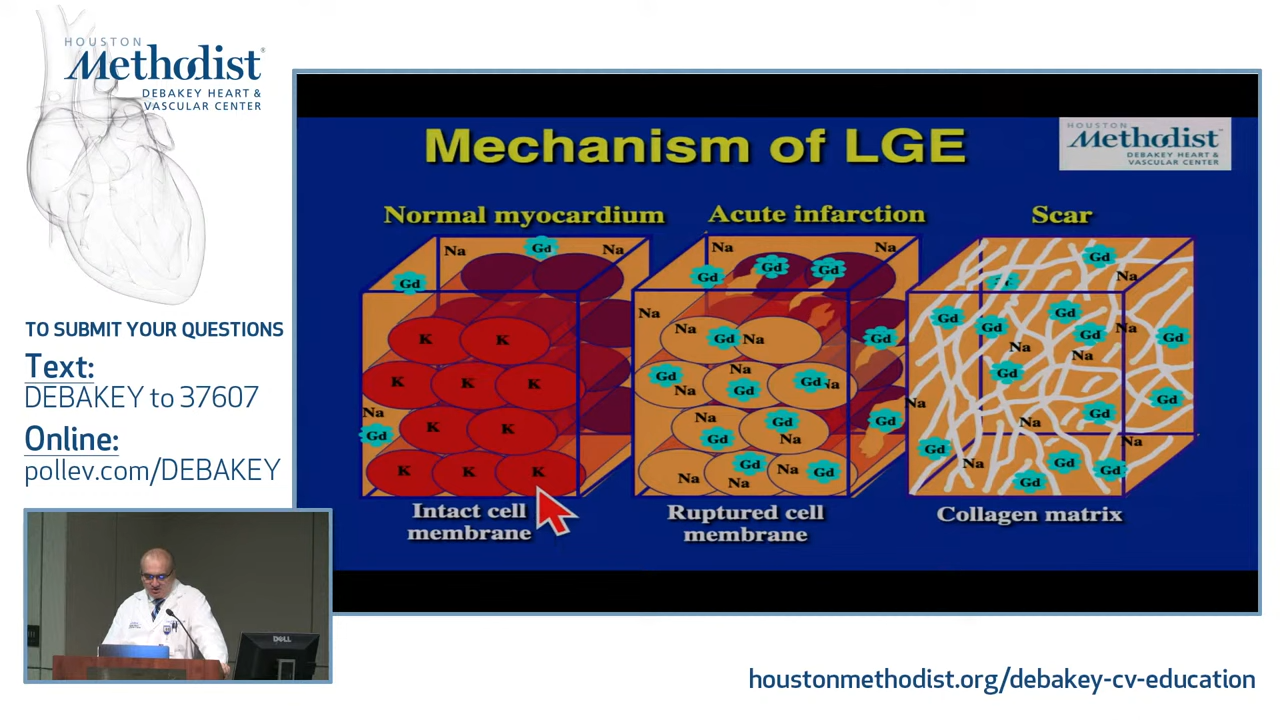 HOUSTON
Methodist®
DEBAKEY HEART &
VASCULAR CENTER
TO SUBMIT YOUR QUESTIONS
Text:
DEBAKEY to 37607
Online:
pollev.com/DEBAKEY
Mechanism of LGE
HOUSTON
Methodist
DEBAKEY HEART &
VASCULAR CENTER
Normal myocardium
Na Gd Na
Gd
K K
K K K
Na
K K
Gd
K K K
Intact cell
membrane
Acute infarction
Na Na
Gd Gd Gd
Na
Na Gd Na Gd
Gd Na Gd Na
Na Gd
Na Gd Gd
Gd Na
Na Gd Na Gd
Na
Ruptured cell
membrane
Scar
Gd
Na
Gd Gd Gd Gd Na Gd
Na Na
Gd
Na Gd Gd
Na
Gd Na Gd Gd Na
Gd
Collagen matrix
DELL
houstonmethodist.org/debakey-cv-education